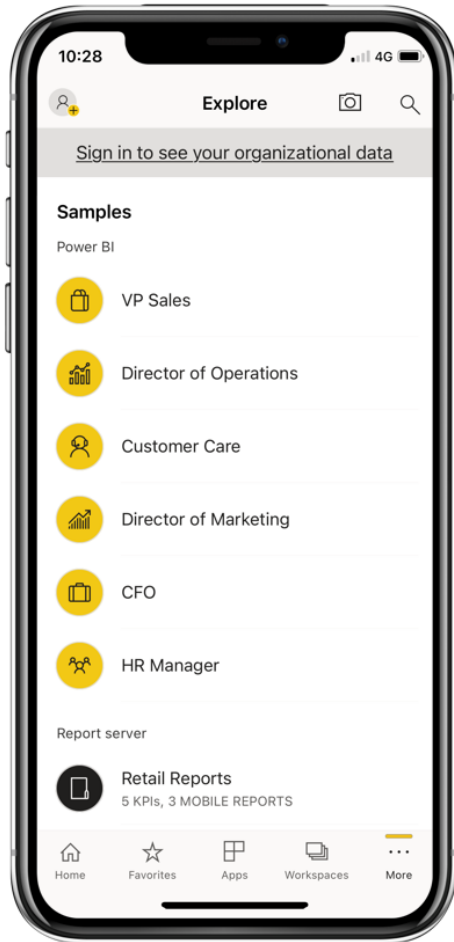 10:28
4G
Explore
Sign in to see your organizational data
Samples
Power BI
VP Sales
Director of Operations
Customer Care
Director of Marketing
CFO
HR Manager
Report server
Retail Reports
5 KPIs, 3 MOBILE REPORTS
Home Favorites Apps Workspaces More